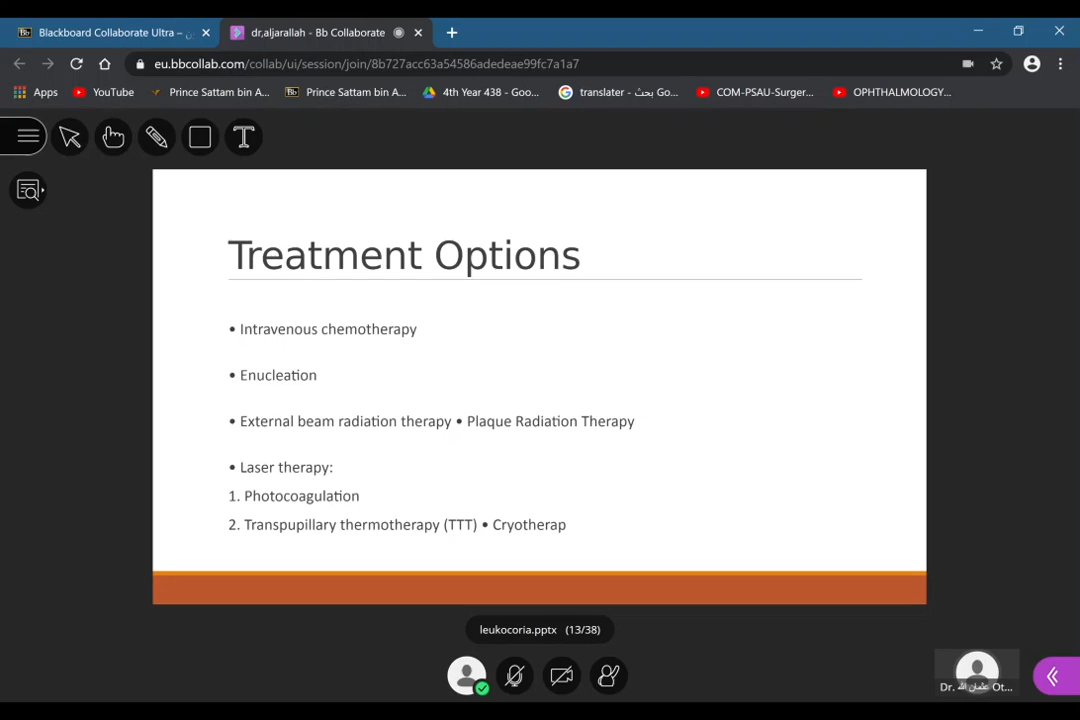 Blackboard Collaborate Ultra –
dr,aljarallah - Bb Collaborate
eu.bbcollab.com/collab/ui/session/join/8b727acc63a54586adedeae99fc7a1a7
Apps
YouTube
Prince Sattam bin A...
Prince Sattam bin A...
4th Year 438 - Goo...
translater - بحث Go...
COM-PSAU-Surger...
OPHTHALMOLOGY...
Treatment Options
• Intravenous chemotherapy
• Enucleation
• External beam radiation therapy • Plaque Radiation Therapy
• Laser therapy:
1. Photocoagulation
2. Transpupillary thermotherapy (TTT) • Cryotherap
leukocoria.pptx (13/38)
Dr. عثمان الله Ot...